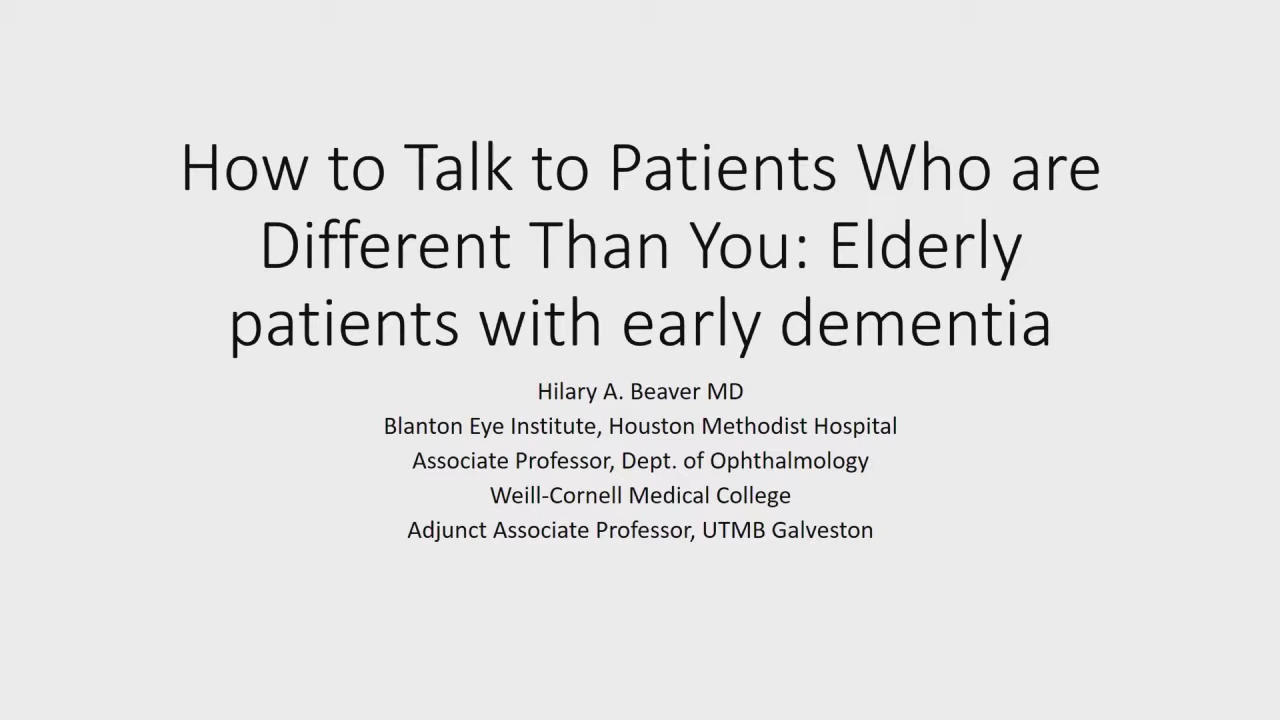 How to Talk to Patients Who are
Different Than You: Elderly
patients with early dementia
Hilary A. Beaver MD
Blanton Eye Institute, Houston Methodist Hospital
Associate Professor, Dept. of Ophthalmology
Weill-Cornell Medical College
Adjunct Associate Professor, UTMB Galveston